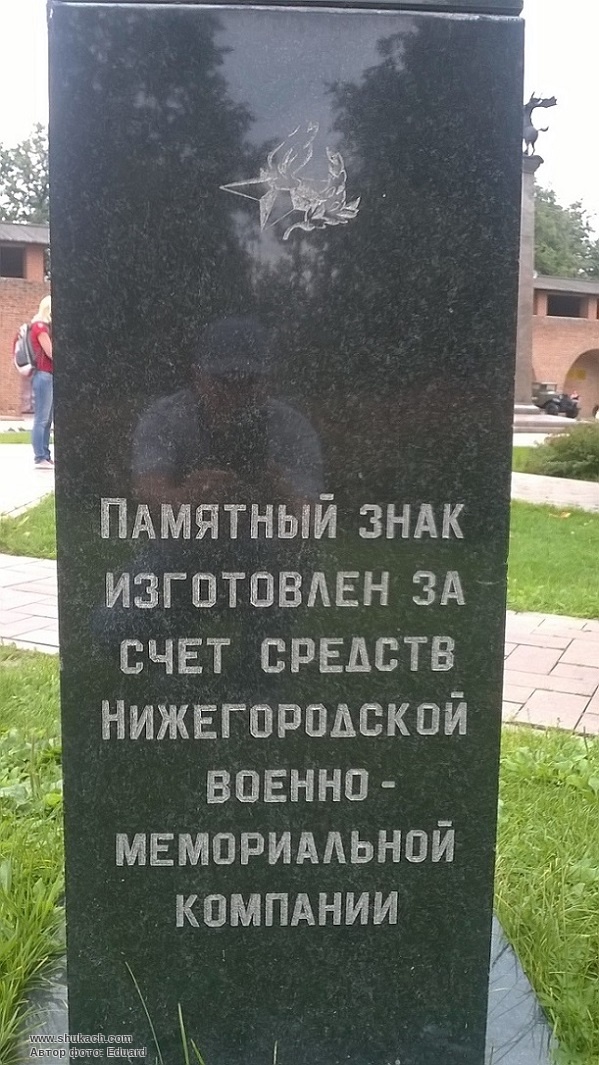 Памятный знак
изготовлен за
счет средств
Нижегородской
военно-
мемориальной
компании
www.shukach.com
Автор фото: Eduard